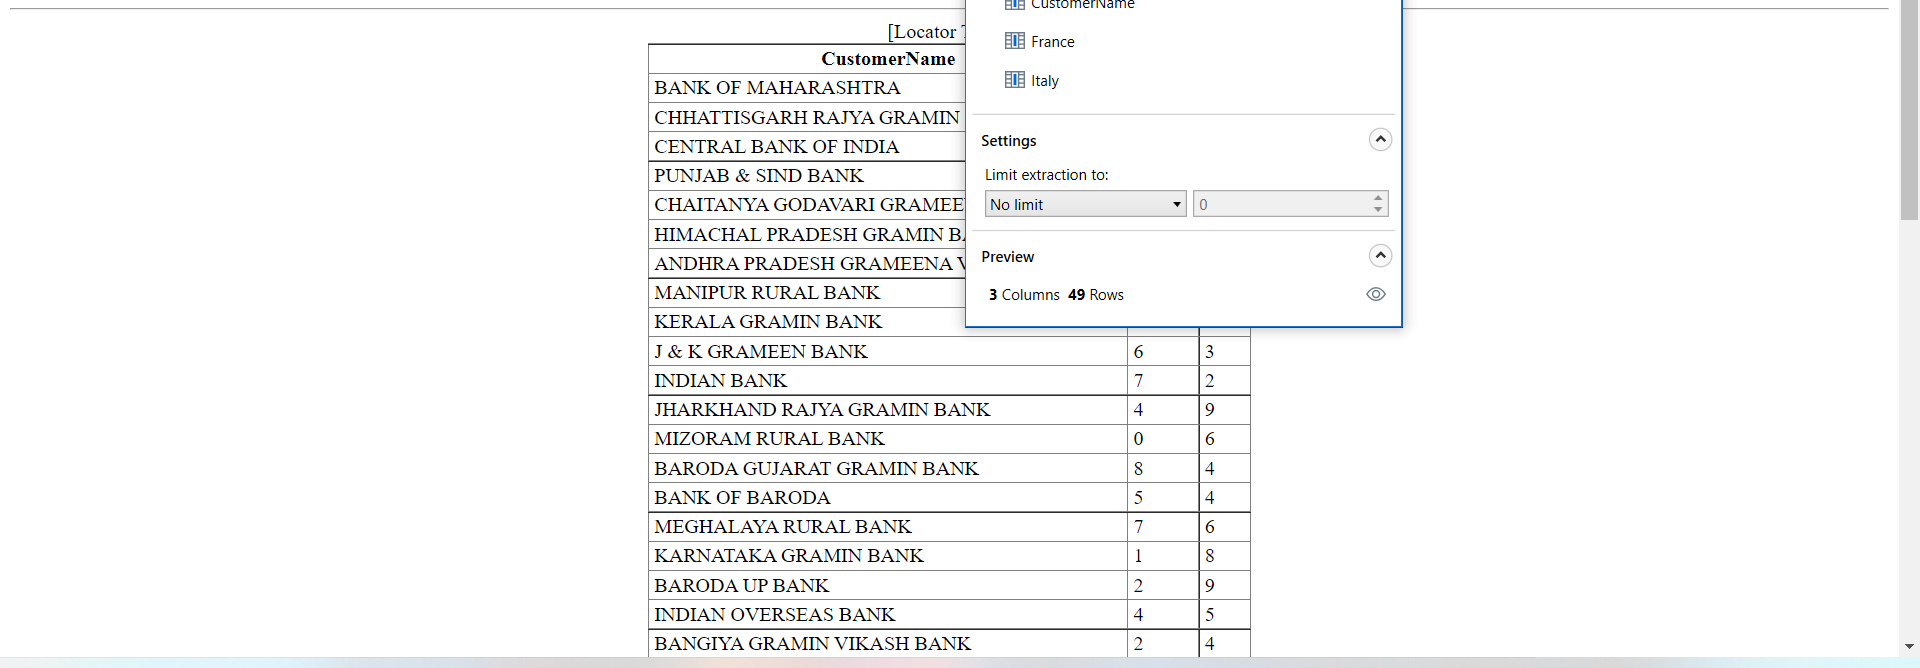 [Locator
CustomerName
BANK OF MAHARASHTRA
CHHATTISGARH RAJYA GRAMIN
CENTRAL BANK OF INDIA
PUNJAB & SIND BANK
CHAITANYA GODAVARI GRAMEE
HIMACHAL PRADESH GRAMIN BA
ANDHRA PRADESH GRAMEENA V
MANIPUR RURAL BANK
KERALA GRAMIN BANK
J & K GRAMEEN BANK 6 3
INDIAN BANK 7 2
JHARKHAND RAJYA GRAMIN BANK 4 9
MIZORAM RURAL BANK 0 6
BARODA GUJARAT GRAMIN BANK 8 4
BANK OF BARODA 5 4
MEGHALAYA RURAL BANK 7 6
KARNATAKA GRAMIN BANK 1 8
BARODA UP BANK 2 9
INDIAN OVERSEAS BANK 4 5
BANGIYA GRAMIN VIKASH BANK 2 4
CustomerName
France
Italy
Settings
Limit extraction to:
No limit 0
Preview
3 Columns 49 Rows